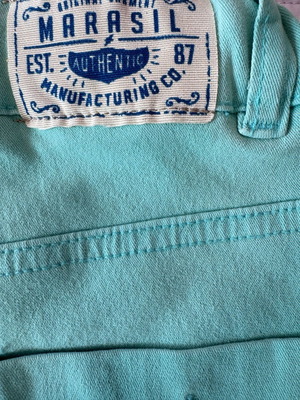 ORIGINAL GARMENT
MARASIL
EST. 87
AUTHENTIC
MANUFACTURING CO.